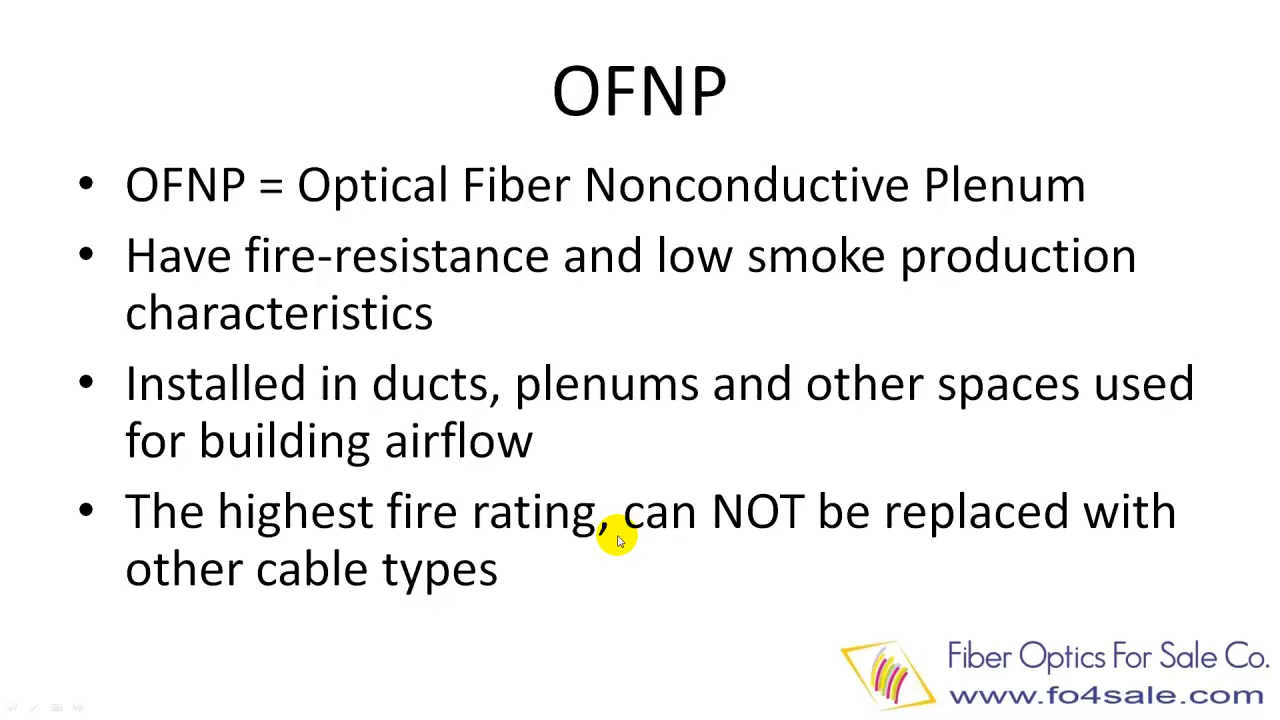 OFNP
• OFNP = Optical Fiber Nonconductive Plenum
• Have fire-resistance and low smoke production
characteristics
• Installed in ducts, plenums and other spaces used
for building airflow
• The highest fire rating, can NOT be replaced with
other cable types
Fiber Optics For Sale Co.
www.fo4sale.com